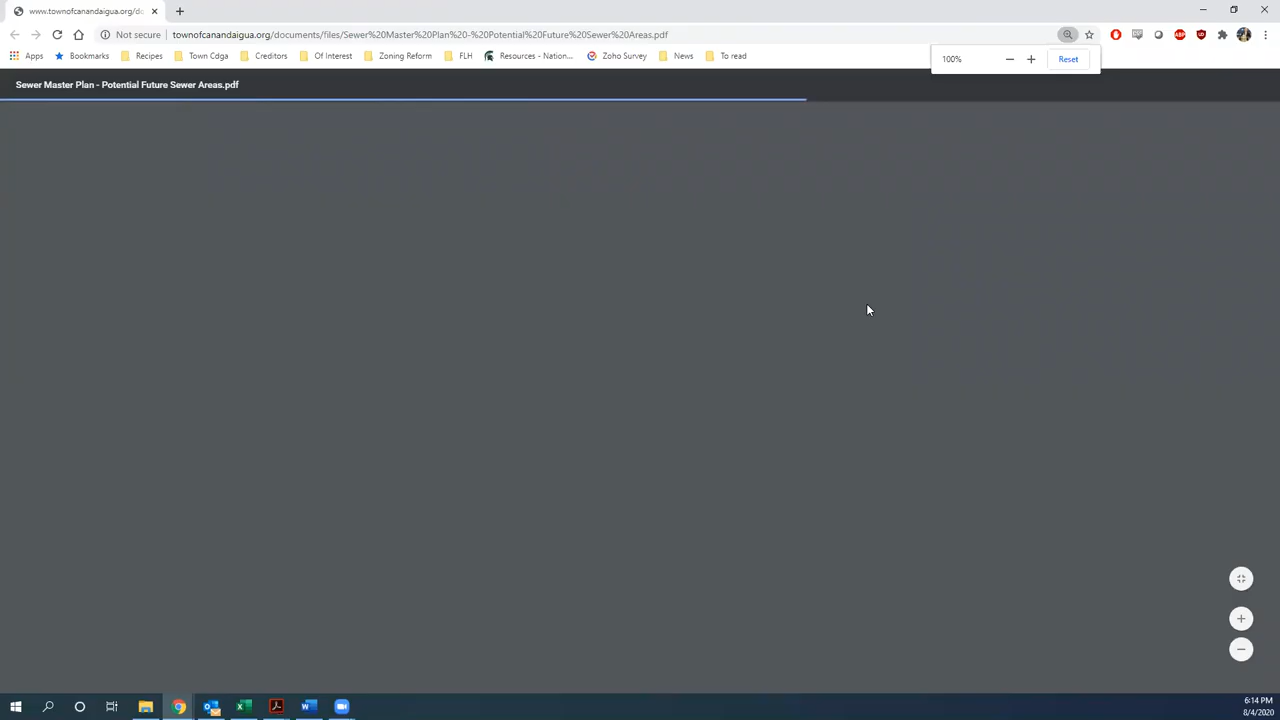 www.townofcanandaigua.org/do
Not secure townofcanandaigua.org/documents/files/Sewer%20Master%20Plan%20-%20Potential%20Future%20Sewer%20Areas.pdf
Apps Bookmarks Recipes Town Cdga Creditors Of Interest Zoning Reform FLH Resources - Nation... Zoho Survey News To read
100% Reset
Sewer Master Plan - Potential Future Sewer Areas.pdf
6:14 PM
8/4/2020